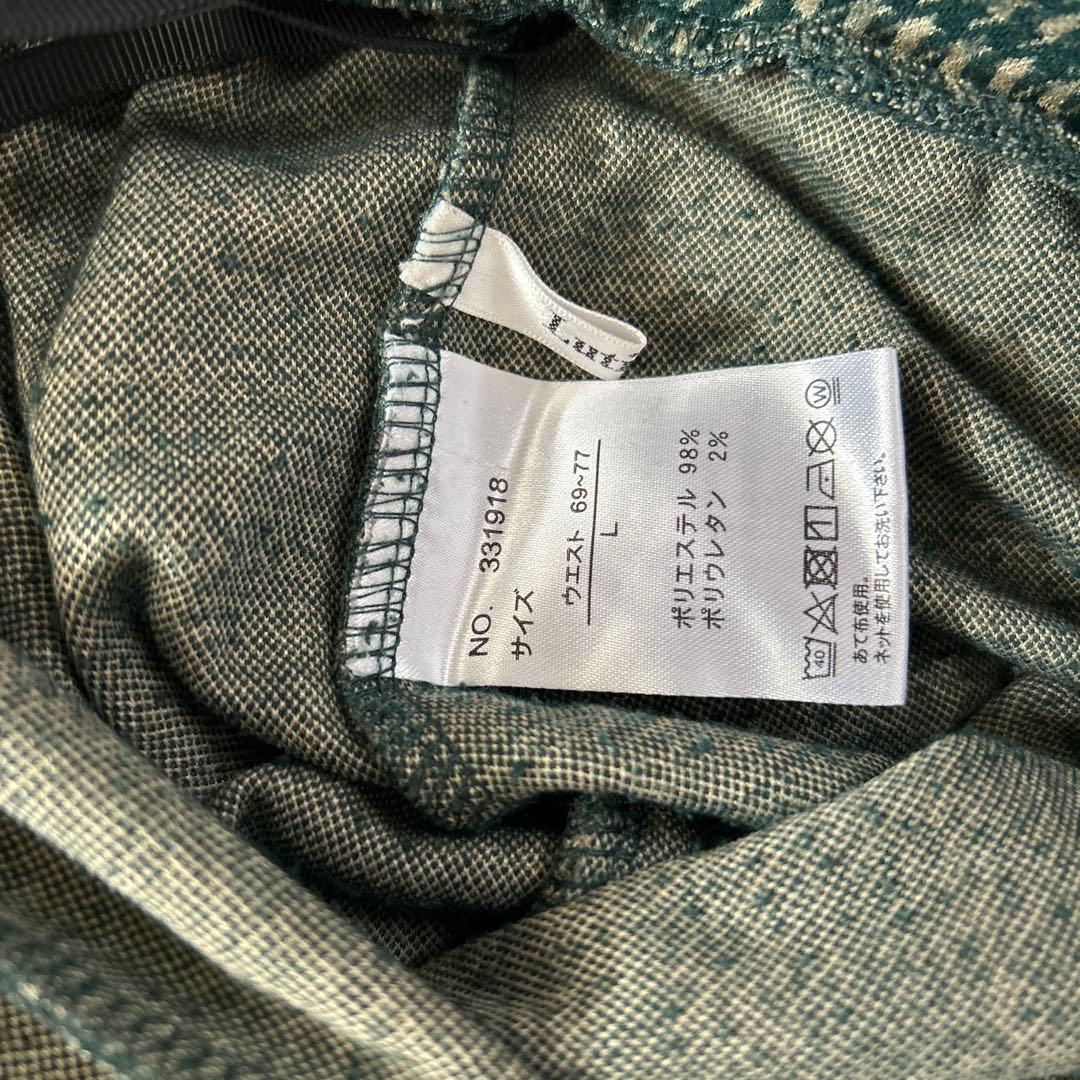 NO. 331918
サイズ
ウエスト 69~77
L
ポリエステル 98%
ポリウレタン 2%
40
W
あて布使用。
ネットを使用してお洗い下さい。